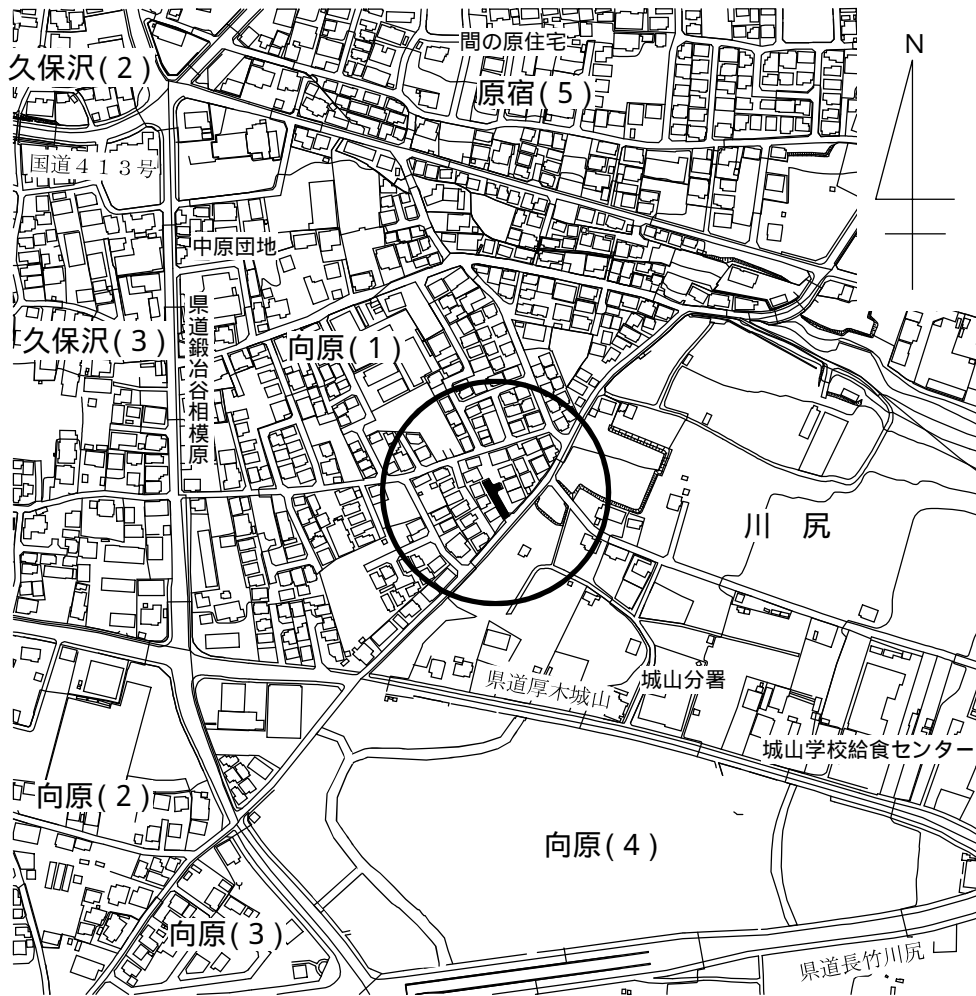 間の原住宅
N
久保沢(2)
原宿(5)
国道413号
中原団地
県道鍛冶谷相模原
久保沢(3)
向原(1)
川 尻
県道厚木城山
城山分署
城山学校給食センター
向原(2)
向原(4)
向原(3)
県道長竹川尻